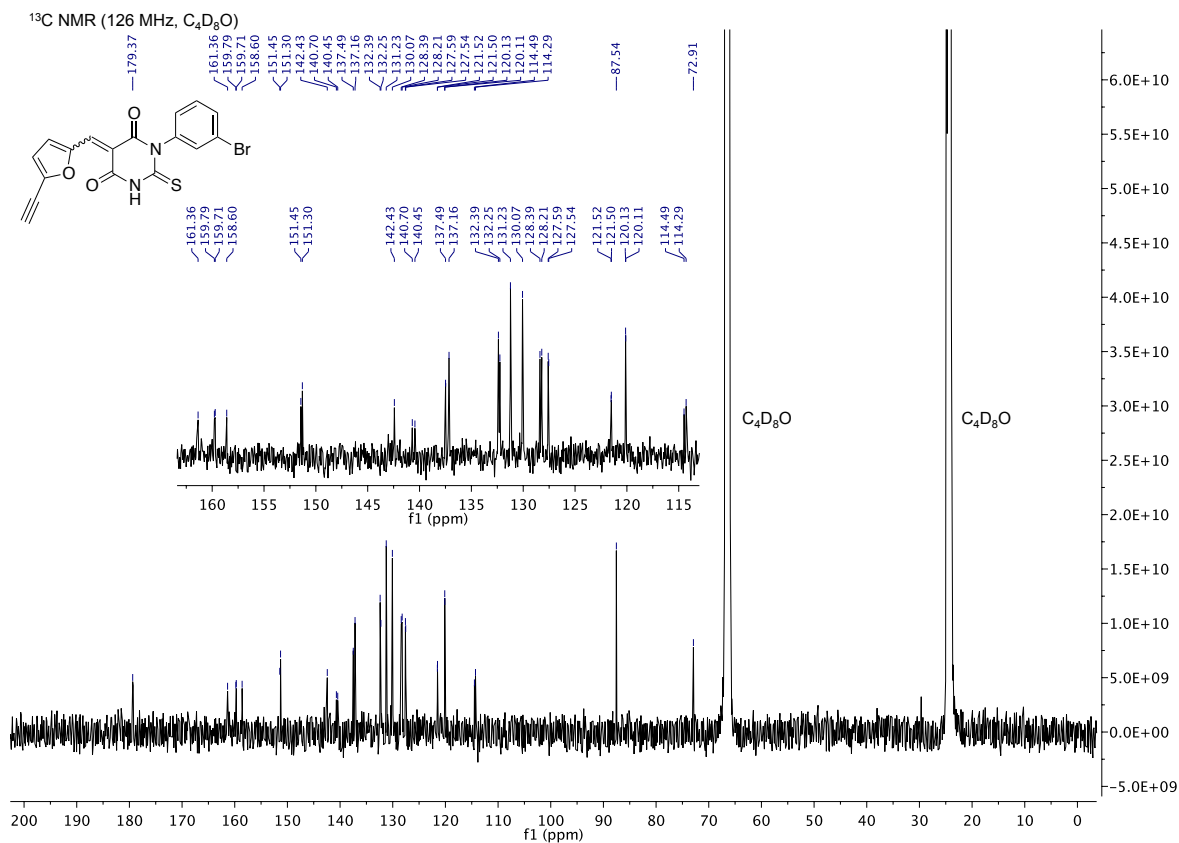 ¹³C NMR (126 MHz, C₄D₈O)
179.37
161.36
159.79
159.71
158.60
151.45
151.30
142.43
140.70
140.45
137.49
137.16
132.39
132.25
131.23
130.07
128.39
128.21
127.59
127.54
121.52
121.50
120.13
120.11
114.49
114.29
87.54
72.91
O
N
Br
O
O
N
H
S
161.36
159.79
159.71
158.60
151.45
151.30
142.43
140.70
140.45
137.49
137.16
132.39
132.25
131.23
130.07
128.39
128.21
127.59
127.54
121.52
121.50
120.13
120.11
114.49
114.29
160 155 150 145 140 135 130 125 120 115
f1 (ppm)
C₄D₈O C₄D₈O
6.0E+10
5.5E+10
5.0E+10
4.5E+10
4.0E+10
3.5E+10
3.0E+10
2.5E+10
2.0E+10
1.5E+10
1.0E+10
5.0E+09
0.0E+00
-5.0E+09
200 190 180 170 160 150 140 130 120 110 100 90 80 70 60 50 40 30 20 10 0
f1 (ppm)